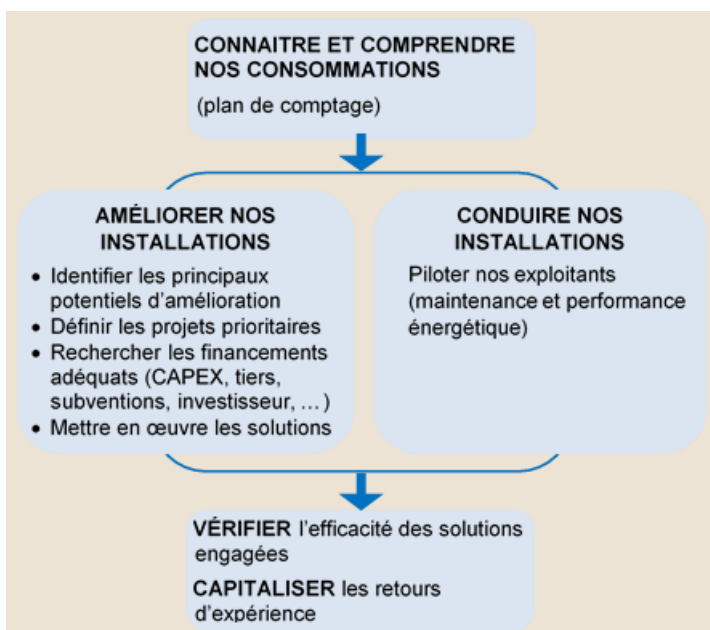 CONNAITRE ET COMPRENDRE
NOS CONSOMMATIONS
(plan de comptage)
AMÉLIORER NOS
INSTALLATIONS
• Identifier les principaux
potentiels d'amélioration
• Définir les projets prioritaires
• Rechercher les financements
adéquats (CAPEX, tiers,
subventions, investisseur, ... )
• Mettre en œuvre les solutions
CONDUIRE NOS
INSTALLATIONS
Piloter nos exploitants
(maintenance et performance
énergétique)
VÉRIFIER l'efficacité des solutions
engagées
CAPITALISER les retours
d'expérience